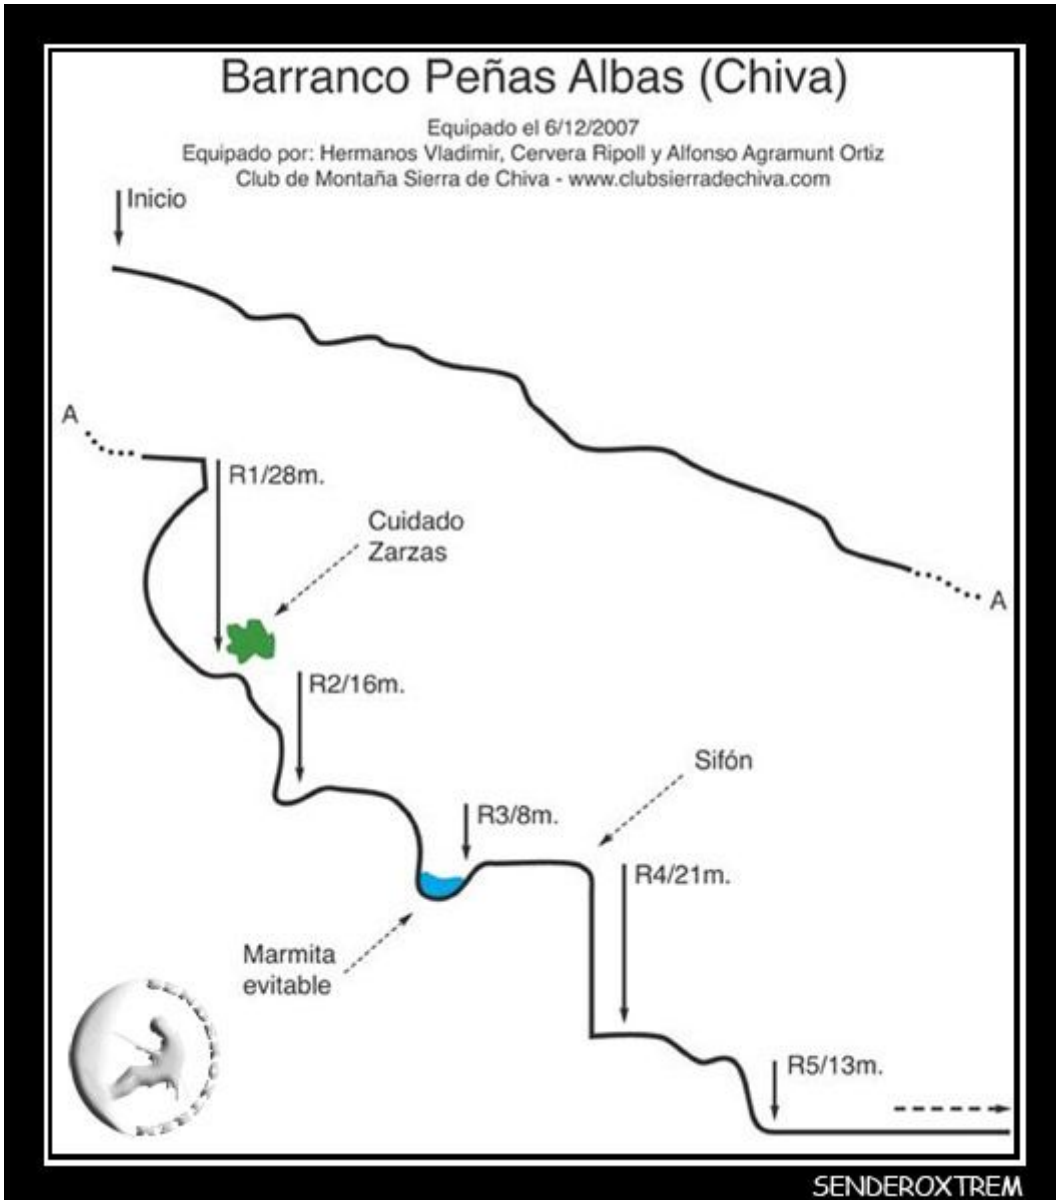 Barranco Peñas Albas (Chiva)
Equipado el 6/12/2007
Equipado por: Hermanos Vladimir, Cervera Ripoll y Alfonso Agramunt Ortiz
Club de Montaña Sierra de Chiva - www.clubsierradechiva.com
Inicio
A
R1/28m.
Cuidado
Zarzas
A
R2/16m.
Sifón
R3/8m.
R4/21m.
Marmita
evitable
R5/13m.
SENDEROXTREM